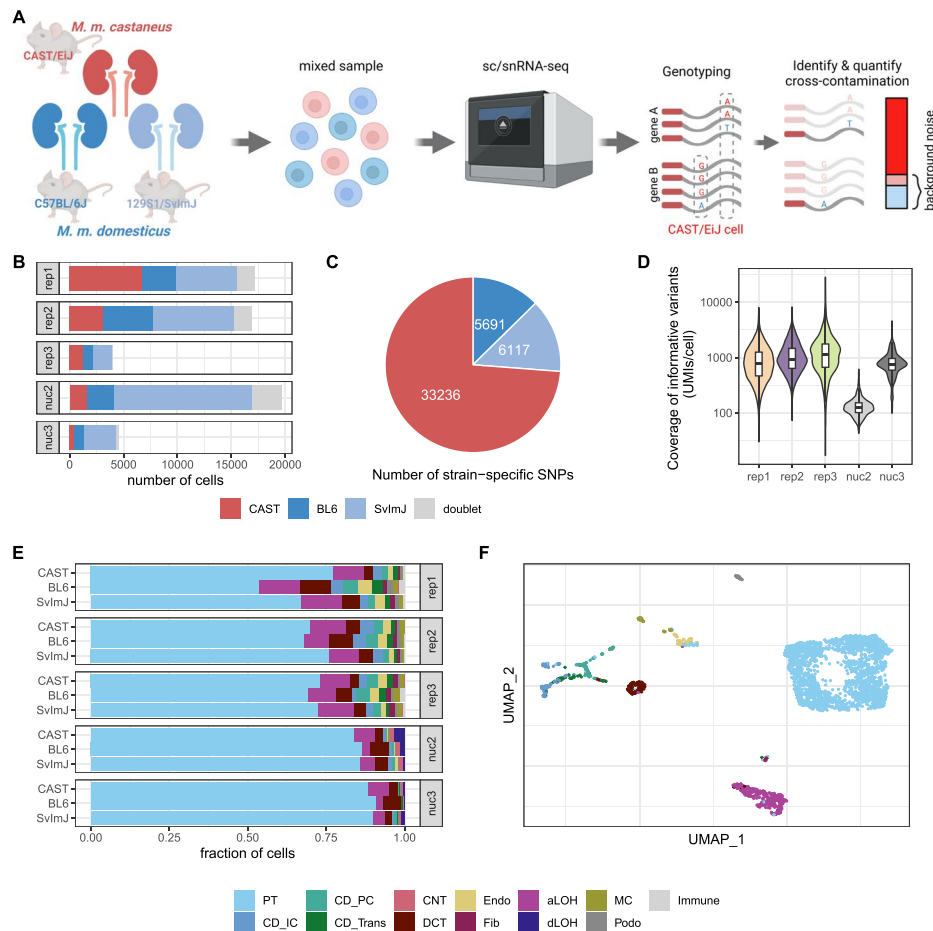 A
M. m. castaneus
CAST/EiJ
C57BL/6J
129S1/SvImJ
M. m. domesticus
mixed sample
sc/snRNA-seq
Genotyping
gene A
A
A
T
gene B
G
G
G
A
CAST/EiJ cell
Identify & quantify
cross-contamination
A
A
T
G
G
G
A
background noise
B
rep1
rep2
rep3
nuc2
nuc3
0 5000 10000 15000 20000
number of cells
C
5691
6117
33236
Number of strain−specific SNPs
CAST BL6 SvImJ doublet
D
Coverage of informative variants
(UMIs/cell)
10000
1000
100
rep1 rep2 rep3 nuc2 nuc3
E
CAST
BL6
SvImJ
rep1
CAST
BL6
SvImJ
rep2
CAST
BL6
SvImJ
rep3
CAST
BL6
SvImJ
nuc2
CAST
BL6
SvImJ
nuc3
0.00 0.25 0.50 0.75 1.00
fraction of cells
F
UMAP_2
UMAP_1
PT CD_PC CNT Endo aLOH MC Immune
CD_IC CD_Trans DCT Fib dLOH Podo